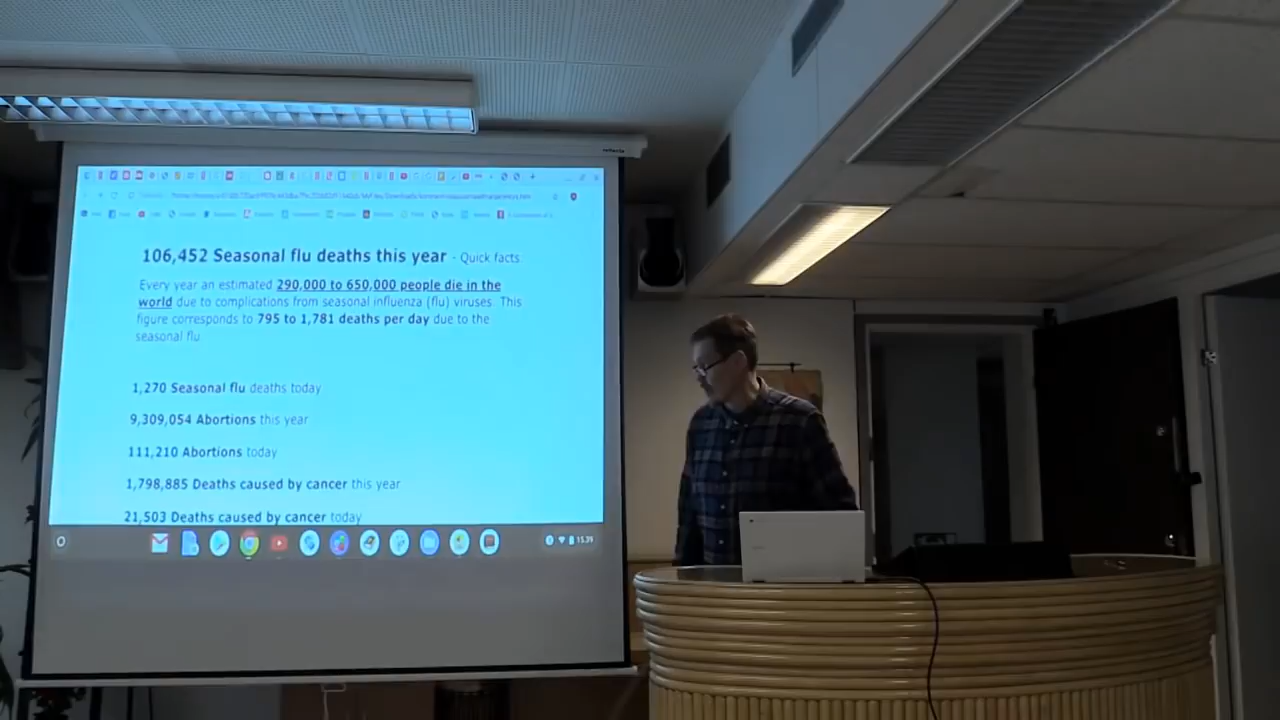 reflecta
106,452 Seasonal flu deaths this year - Quick facts
Every year an estimated 290,000 to 650,000 people die in the
world due to complications from seasonal influenza (flu) viruses. This
figure corresponds to 795 to 1,781 deaths per day due to the
seasonal flu
1,270 Seasonal flu deaths today
9,309,054 Abortions this year
111,210 Abortions today
1,798,885 Deaths caused by cancer this year
21,503 Deaths caused by cancer today
15.39